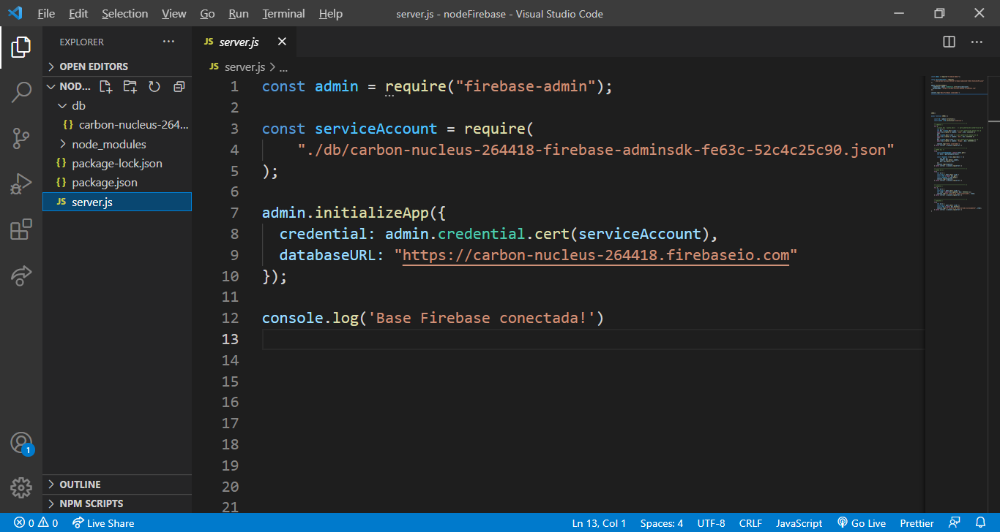 File Edit Selection View Go Run Terminal Help server.js - nodeFirebase - Visual Studio Code
EXPLORER
OPEN EDITORS
NOD...
db
{} carbon-nucleus-264...
node_modules
{} package-lock.json
{} package.json
JS server.js
OUTLINE
NPM SCRIPTS
1
JS server.js
JS server.js > ...
1 const admin = require("firebase-admin");
2
3 const serviceAccount = require(
4 "./db/carbon-nucleus-264418-firebase-adminsdk-fe63c-52c4c25c90.json"
5 );
6
7 admin.initializeApp({
8 credential: admin.credential.cert(serviceAccount),
9 databaseURL: "https://carbon-nucleus-264418.firebaseio.com"
10 });
11
12 console.log('Base Firebase conectada!')
13
14
15
16
17
18
19
20
21
0 0 Live Share Ln 13, Col 1 Spaces: 4 UTF-8 CRLF JavaScript Go Live Prettier